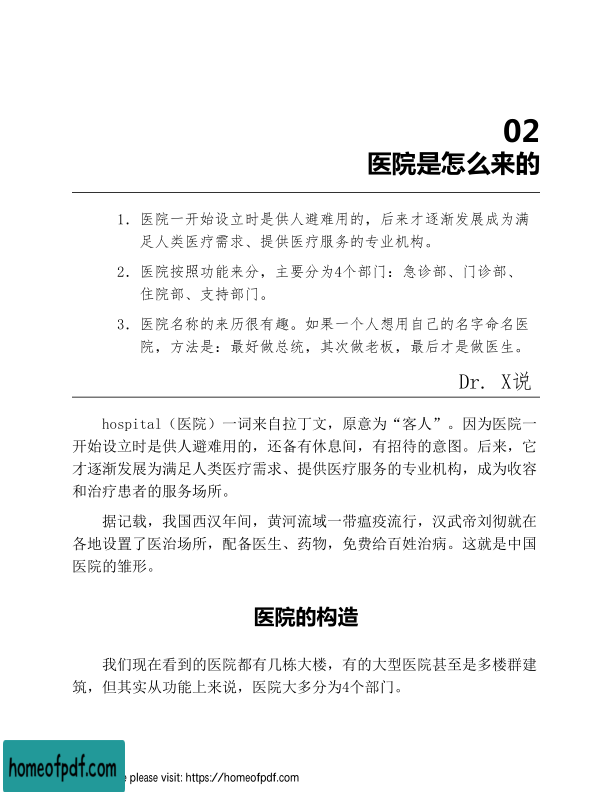 02
医院是怎么来的
1. 医院一开始设立时是供人避难用的，后来才逐渐发展成为满
足人类医疗需求、提供医疗服务的专业机构。
2. 医院按照功能来分，主要分为4个部门：急诊部、门诊部、
住院部、支持部门。
3. 医院名称的来历很有趣。如果一个人想用自己的名字命名医
院，方法是：最好做总统，其次做老板，最后才是做医生。
Dr. X说
hospital（医院）一词来自拉丁文，原意为“客人”。因为医院一
开始设立时是供人避难用的，还备有休息间，有招待的意图。后来，它
才逐渐发展为满足人类医疗需求、提供医疗服务的专业机构，成为收容
和治疗患者的服务场所。
据记载，我国西汉年间，黄河流域一带瘟疫流行，汉武帝刘彻就在
各地设置了医治场所，配备医生、药物，免费给百姓治病。这就是中国
医院的雏形。
医院的构造
我们现在看到的医院都有几栋大楼，有的大型医院甚至是多楼群建
筑，但其实从功能上来说，医院大多分为4个部门。
homeofpdf.com
e please visit: https://homeofpdf.com